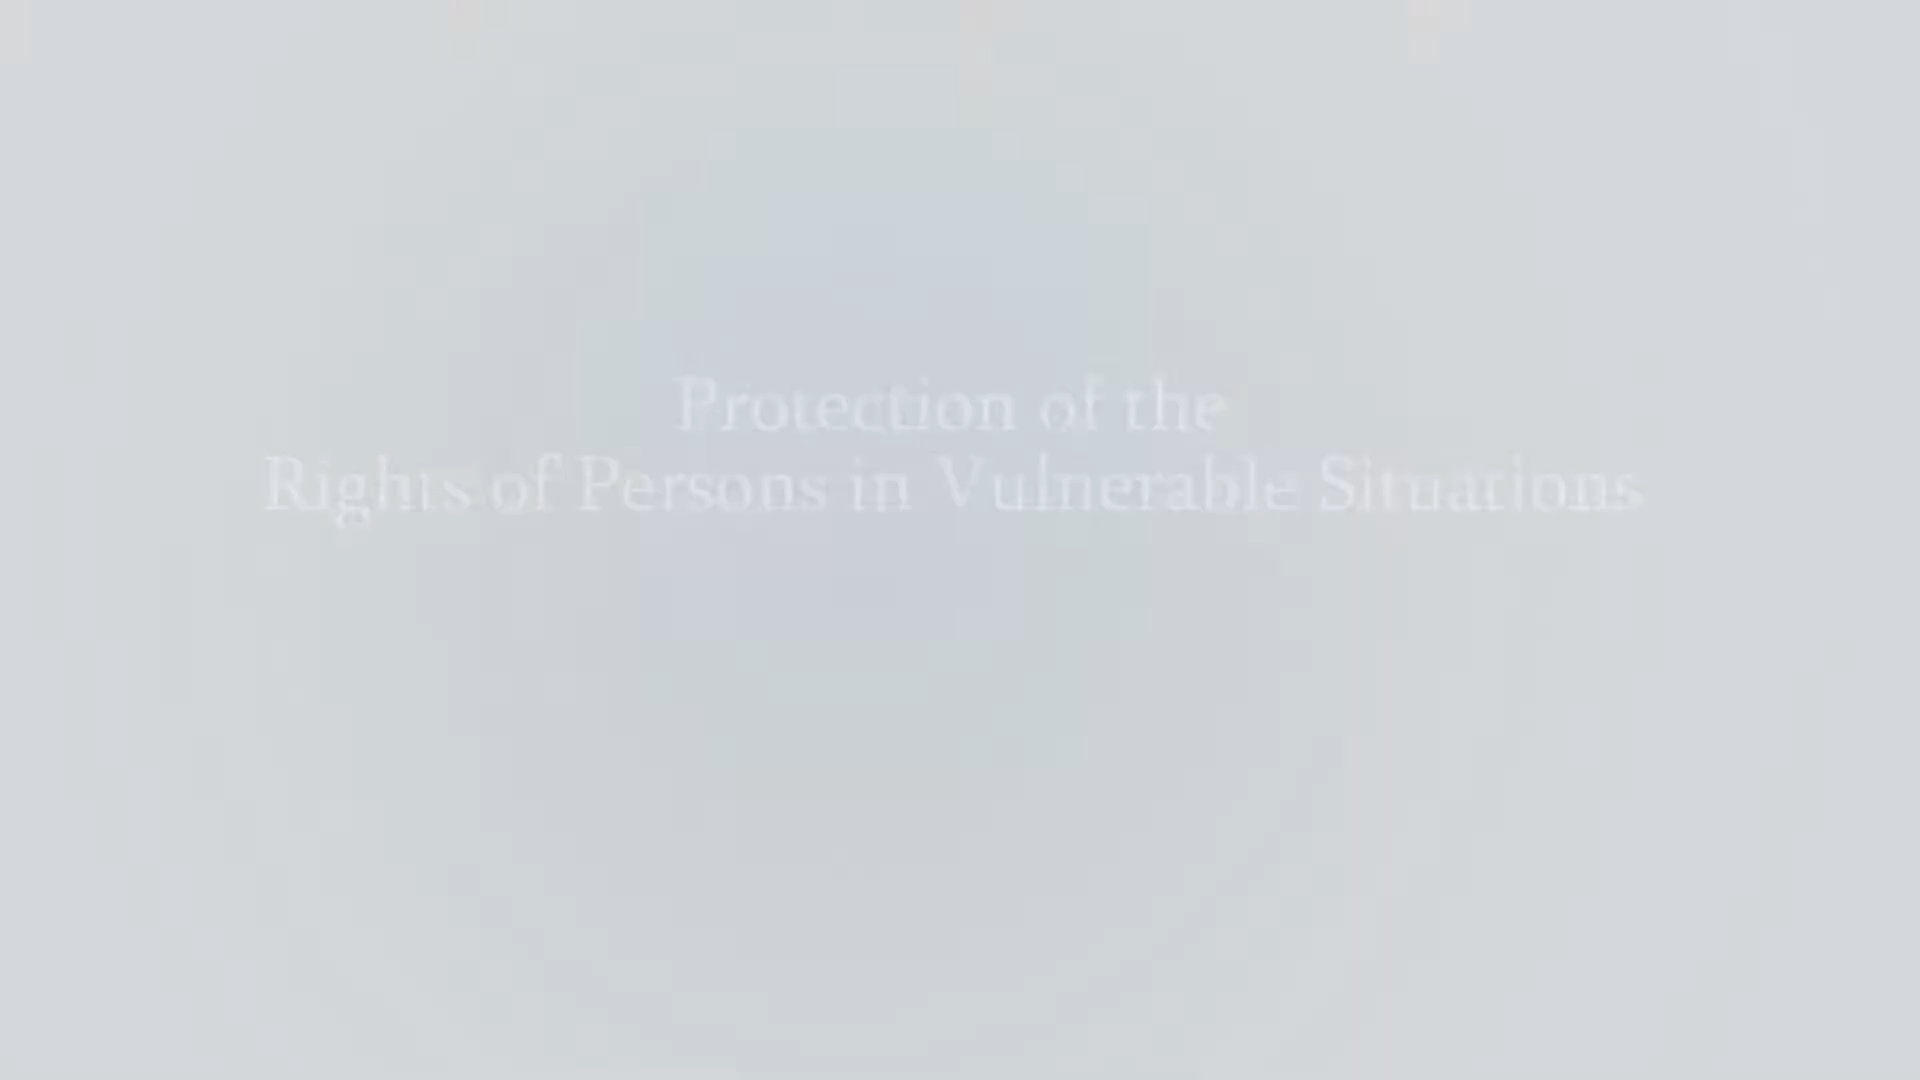 Protection of the
Rights of Persons in Vulnerable Situations